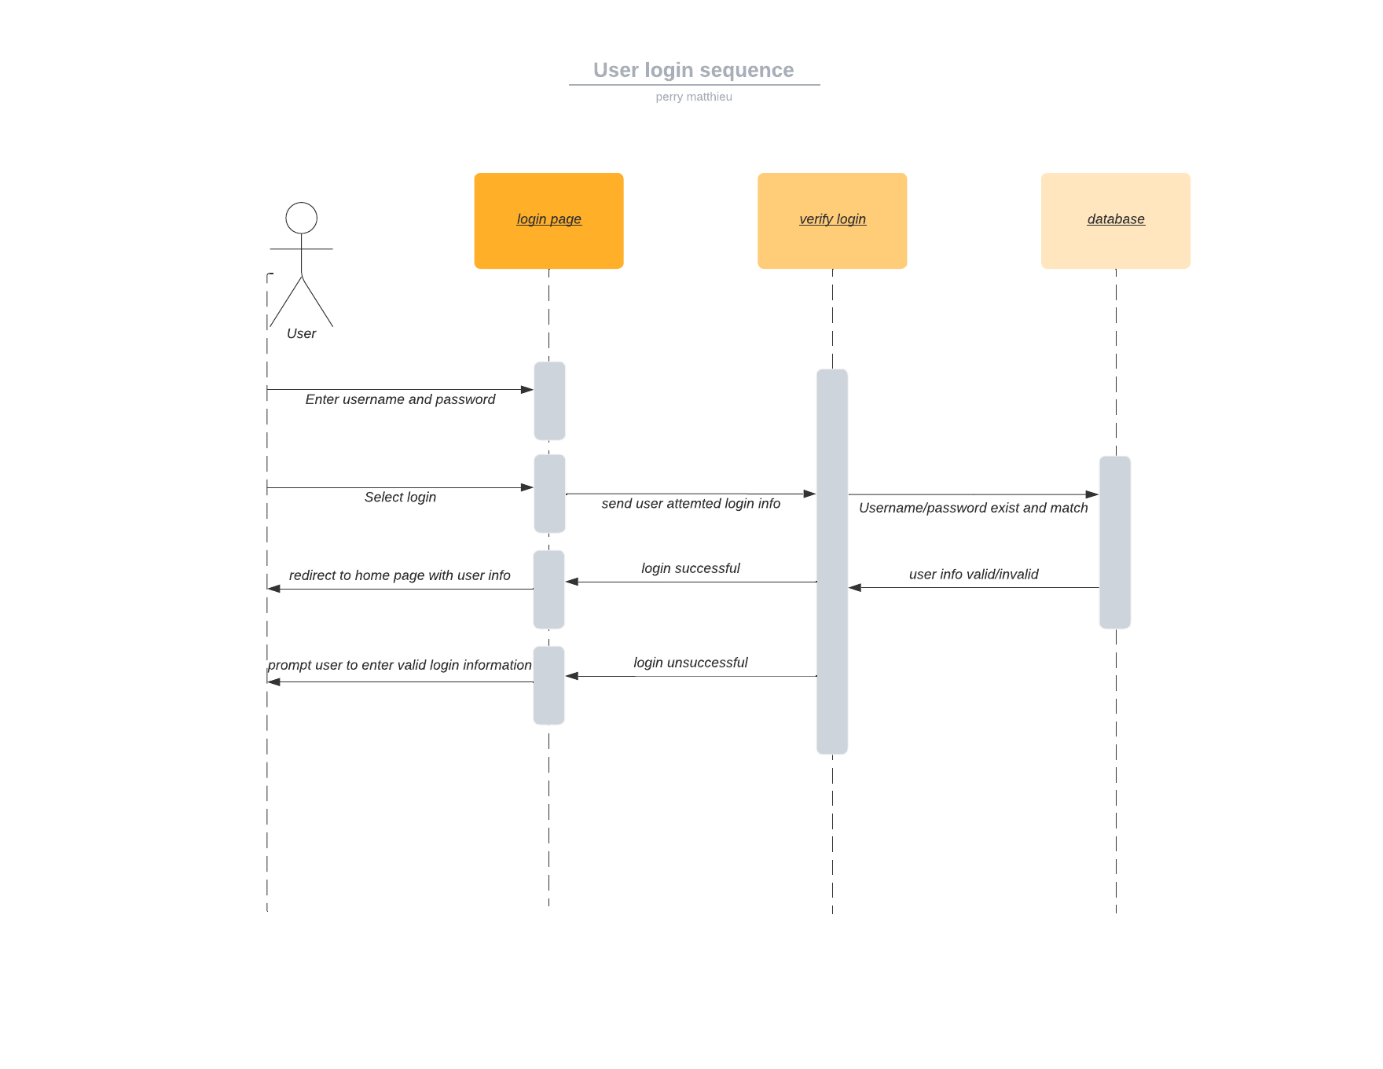 User login sequence
perry matthieu
login page
verify login
database
User
Enter username and password
Select login
send user attemted login info
Username/password exist and match
login successful
user info valid/invalid
redirect to home page with user info
login unsuccessful
prompt user to enter valid login information